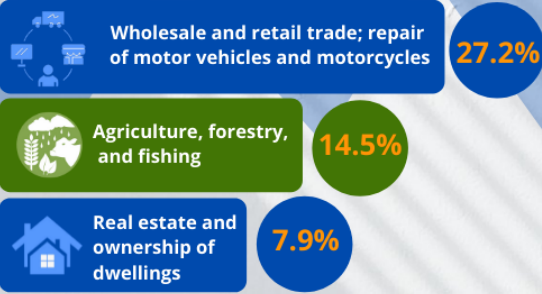 Wholesale and retail trade; repair
of motor vehicles and motorcycles
27.2%
Agriculture, forestry,
and fishing
14.5%
Real estate and
ownership of
dwellings
7.9%